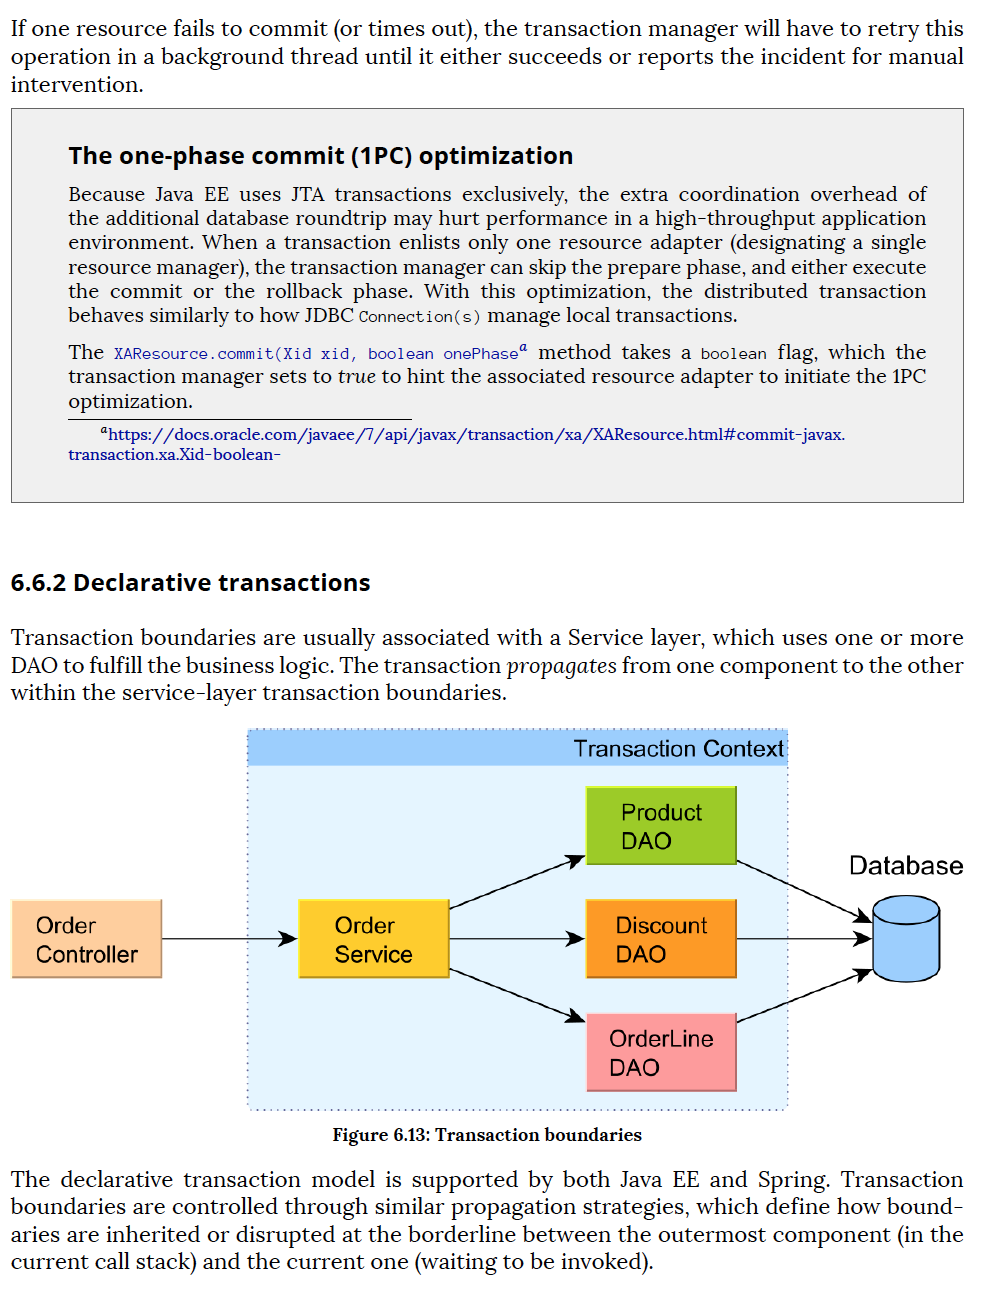 If one resource fails to commit (or times out), the transaction manager will have to retry this
operation in a background thread until it either succeeds or reports the incident for manual
intervention.
The one-phase commit (1PC) optimization
Because Java EE uses JTA transactions exclusively, the extra coordination overhead of
the additional database roundtrip may hurt performance in a high-throughput application
environment. When a transaction enlists only one resource adapter (designating a single
resource manager), the transaction manager can skip the prepare phase, and either execute
the commit or the rollback phase. With this optimization, the distributed transaction
behaves similarly to how JDBC Connection(s) manage local transactions.
The XAResource.commit(Xid xid, boolean onePhase^a method takes a boolean flag, which the
transaction manager sets to true to hint the associated resource adapter to initiate the 1PC
optimization.
^a https://docs.oracle.com/javaee/7/api/javax/transaction/xa/XAResource.html#commit-javax.
transaction.xa.Xid-boolean-
6.6.2 Declarative transactions
Transaction boundaries are usually associated with a Service layer, which uses one or more
DAO to fulfill the business logic. The transaction propagates from one component to the other
within the service-layer transaction boundaries.
Transaction Context
Product
DAO
Database
Order
Controller
Order
Service
Discount
DAO
OrderLine
DAO
Figure 6.13: Transaction boundaries
The declarative transaction model is supported by both Java EE and Spring. Transaction
boundaries are controlled through similar propagation strategies, which define how bound-
aries are inherited or disrupted at the borderline between the outermost component (in the
current call stack) and the current one (waiting to be invoked).